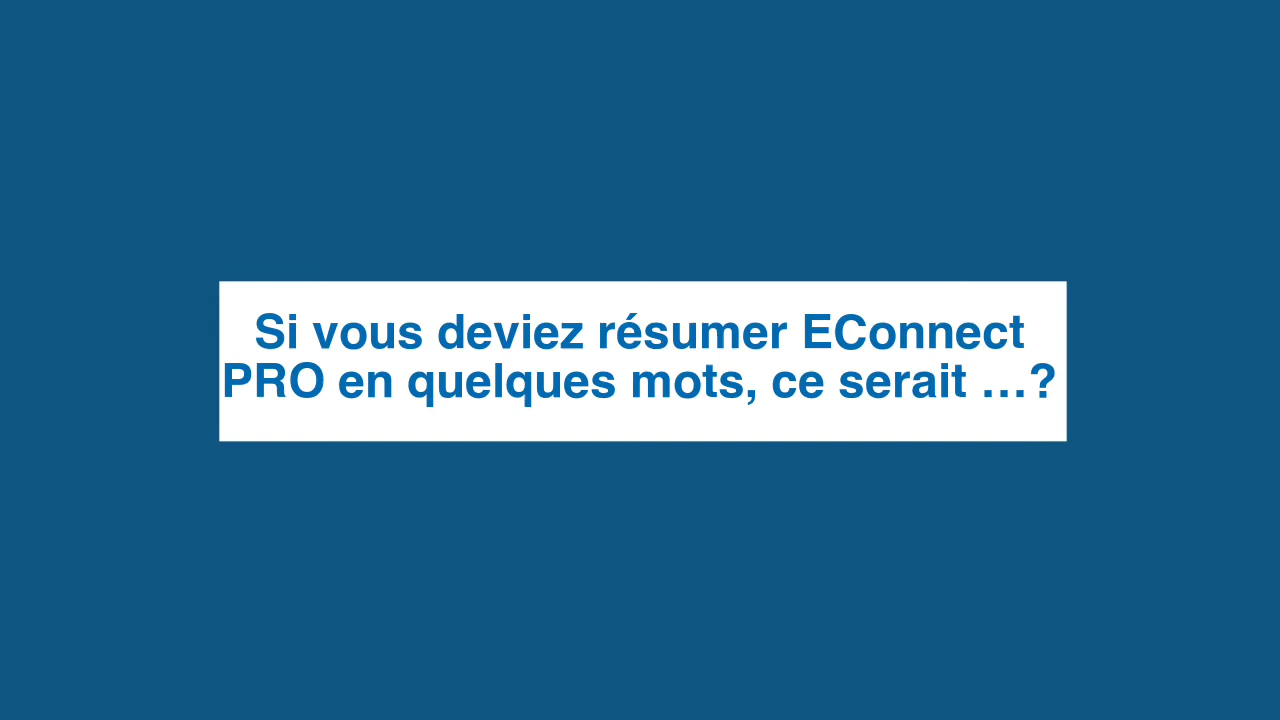 Si vous deviez résumer EConnect
PRO en quelques mots, ce serait …?